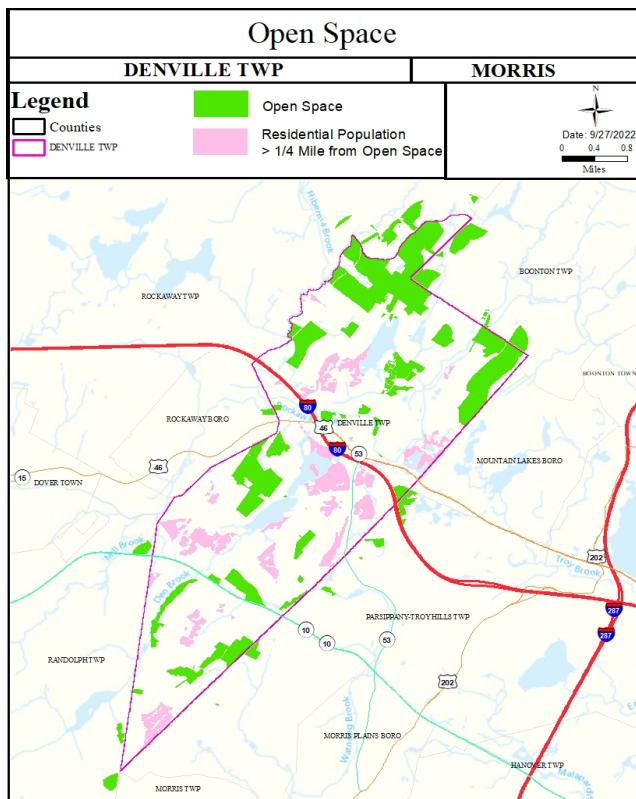 Open Space
DENVILLE TWP
MORRIS
Legend
Counties
DENVILLE TWP
Open Space
Residential Population
> 1/4 Mile from Open Space
N
Date: 9/27/2022
0 0.4 0.8
Miles
Hibernia Brook
ROCKAWAY TWP
BOONTON TWP
BOONTON TOWN
80
ROCKAWAY BORO
46
DENVILLE TWP
80
53
46
15
DOVER TOWN
MOUNTAIN LAKES BORO
Mill Brook
202
Troy Brook
Den Brook
287
PARSIPPANY-TROY HILLS TWP
10
10
53
287
RANDOLPH TWP
202
Watnong Brook
MORRIS PLAINS BORO
HANOVER TWP
MORRIS TWP